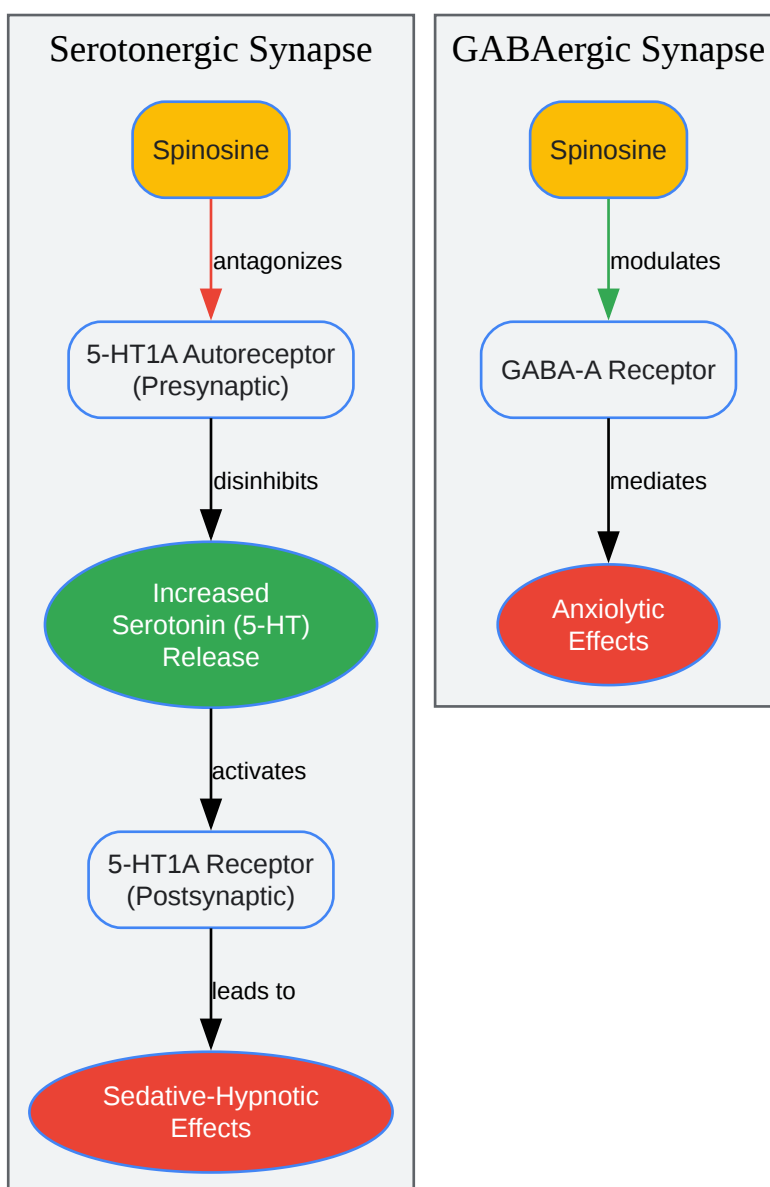 Serotonergic Synapse
Spinosine
antagonizes
5-HT1A Autoreceptor
(Presynaptic)
disinhibits
Increased
Serotonin (5-HT)
Release
activates
5-HT1A Receptor
(Postsynaptic)
leads to
Sedative-Hypnotic
Effects
GABAergic Synapse
Spinosine
modulates
GABA-A Receptor
mediates
Anxiolytic
Effects